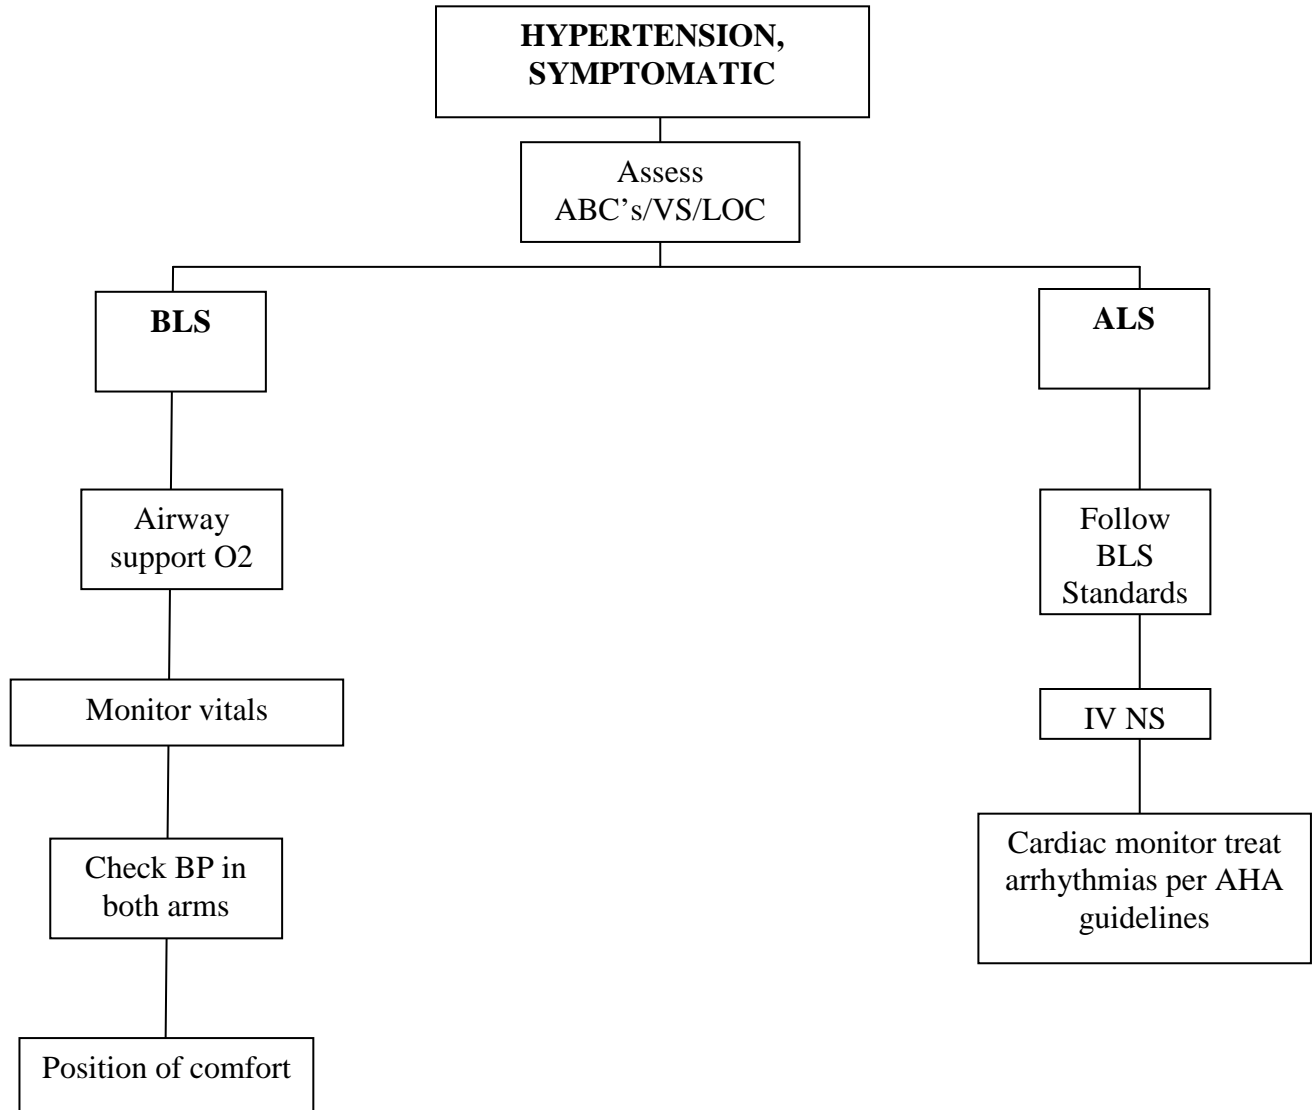 HYPERTENSION,
SYMPTOMATIC
Assess
ABC’s/VS/LOC
BLS
ALS
Airway
support O2
Follow
BLS
Standards
Monitor vitals
IV NS
Check BP in
both arms
Cardiac monitor treat
arrhythmias per AHA
guidelines
Position of comfort